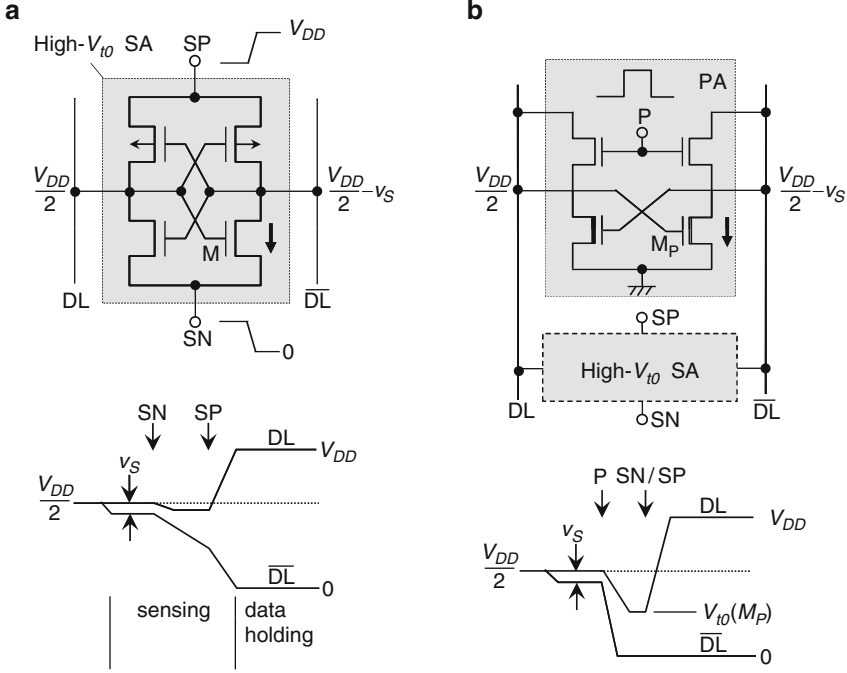 a
High-Vt0 SA
SP
VDD
VDD/2
VDD/2 –vS
M
DL
DL
SN
0
SN
SP
vS
DL
VDD
VDD/2
DL
0
sensing
data
holding
b
PA
P
VDD/2
VDD/2 –vS
MP
SP
High-Vt0 SA
DL
DL
SN
P
SN/SP
vS
DL
VDD
VDD/2
Vt0(MP)
DL
0